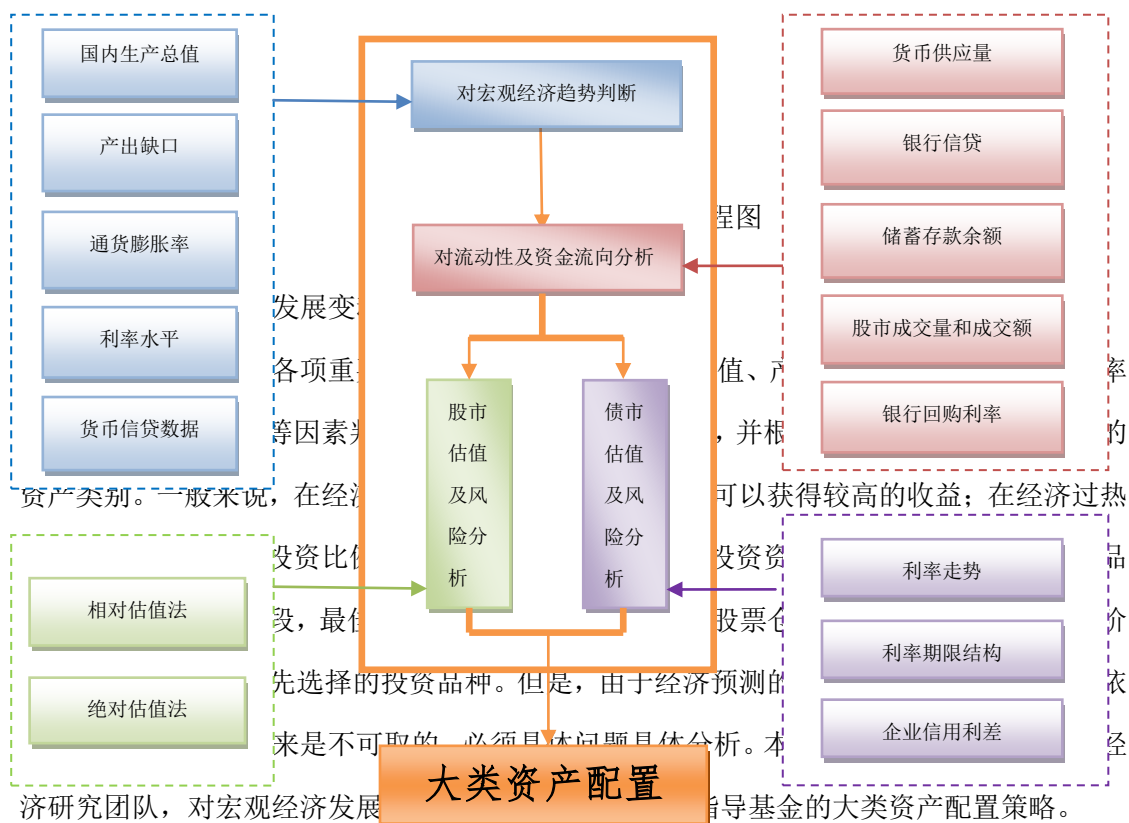 国内生产总值
产出缺口
通货膨胀率
利率水平
货币信贷数据
对宏观经济趋势判断
对流动性及资金流向分析
股市
估值
及风
险分
析
债市
估值
及风
险分
析
货币供应量
银行信贷
储蓄存款余额
股市成交量和成交额
银行回购利率
相对估值法
绝对估值法
利率走势
利率期限结构
企业信用利差
大类资产配置
程图
发展变
各项重 值、 率
等因素 ,并根 的
资产类别。一般来说,在经 可以获得较高的收益;在经济过热
投资比 投资资 品
段,最 股票 价
先选择的投资品种。但是,由于经济预测的 依
来是不可取的 必须具体问题具体分析。本 经
济研究团队,对宏观经济发展 指导基金的大类资产配置策略。